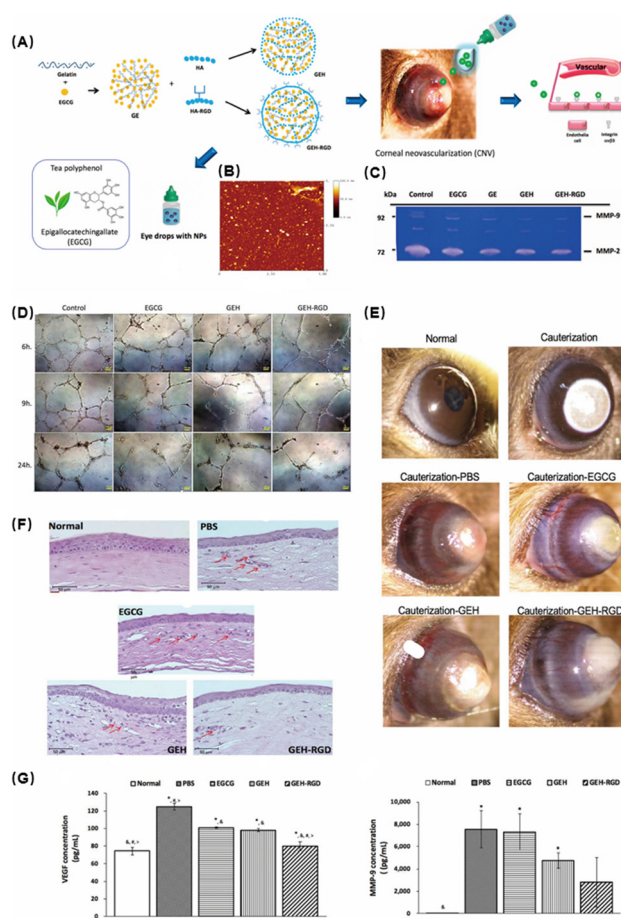 (A)
Gelatin
+
EGCG
GE
+
HA
HA-RGD
GEH
GEH-RGD
Corneal neovascularization (CNV)
Vascular
Endothelia cell
Integrin
Tea polyphenol
Epigallocatechingallate
(EGCG)
Eye drops with NPs
(B)
(C)
kDa
Control
EGCG
GE
GEH
GEH-RGD
92
MMP-9
72
MMP-2
(D)
Control
EGCG
GEH
GEH-RGD
6h.
9h.
24h.
(E)
Normal
Cauterization
Cauterization-PBS
Cauterization-EGCG
Cauterization-GEH
Cauterization-GEH-RGD
(F)
Normal
PBS
EGCG
GEH
GEH-RGD
(G)
Normal
PBS
EGCG
GEH
GEH-RGD
VEGF concentration
(pg/mL)
140
120
100
80
60
40
20
0
&, #, >
*, #, >
*, &
*, &
*, &, #, >
Normal
PBS
EGCG
GEH
GEH-RGD
MMP-9 concentration
( (pg/mL)
10,000
8,000
6,000
4,000
2,000
0
&
*
*
*